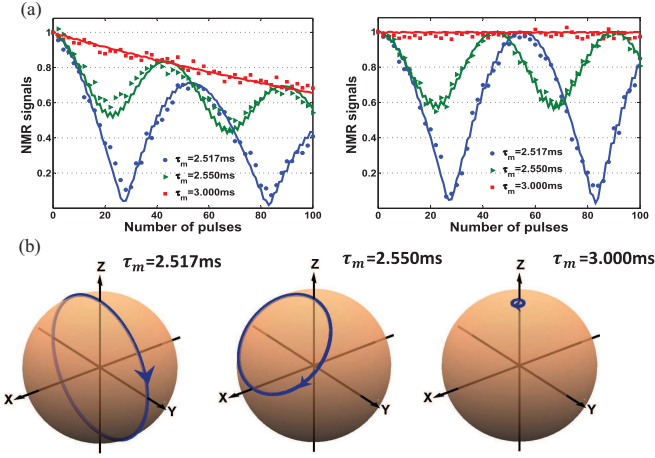 (a)
NMR signals
1
0.8
0.6
0.4
0.2
0 20 40 60 80 100
Number of pulses
τm=2.517ms
τm=2.550ms
τm=3.000ms
NMR signals
1
0.8
0.6
0.4
0.2
0 20 40 60 80 100
Number of pulses
τm=2.517ms
τm=2.550ms
τm=3.000ms
(b)
τm=2.517ms
Z
X
Y
τm=2.550ms
Z
X
Y
τm=3.000ms
Z
X
Y